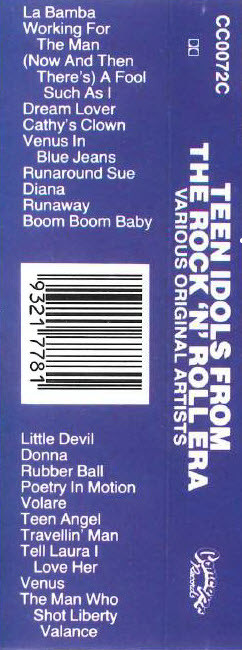 La Bamba
Working For
The Man
(Now And Then
There's) A Fool
Such As I
Dream Lover
Cathy's Clown
Venus In
Blue Jeans
Runaround Sue
Diana
Runaway
Boom Boom Baby
93217781
Little Devil
Donna
Rubber Ball
Poetry In Motion
Volare
Teen Angel
Travellin' Man
Tell Laura I
Love Her
Venus
The Man Who
Shot Liberty
Valance
CC0072C
TEEN IDOLS FROM
THE ROCK 'N' ROLL ERA
VARIOUS ORIGINAL ARTISTS
Records